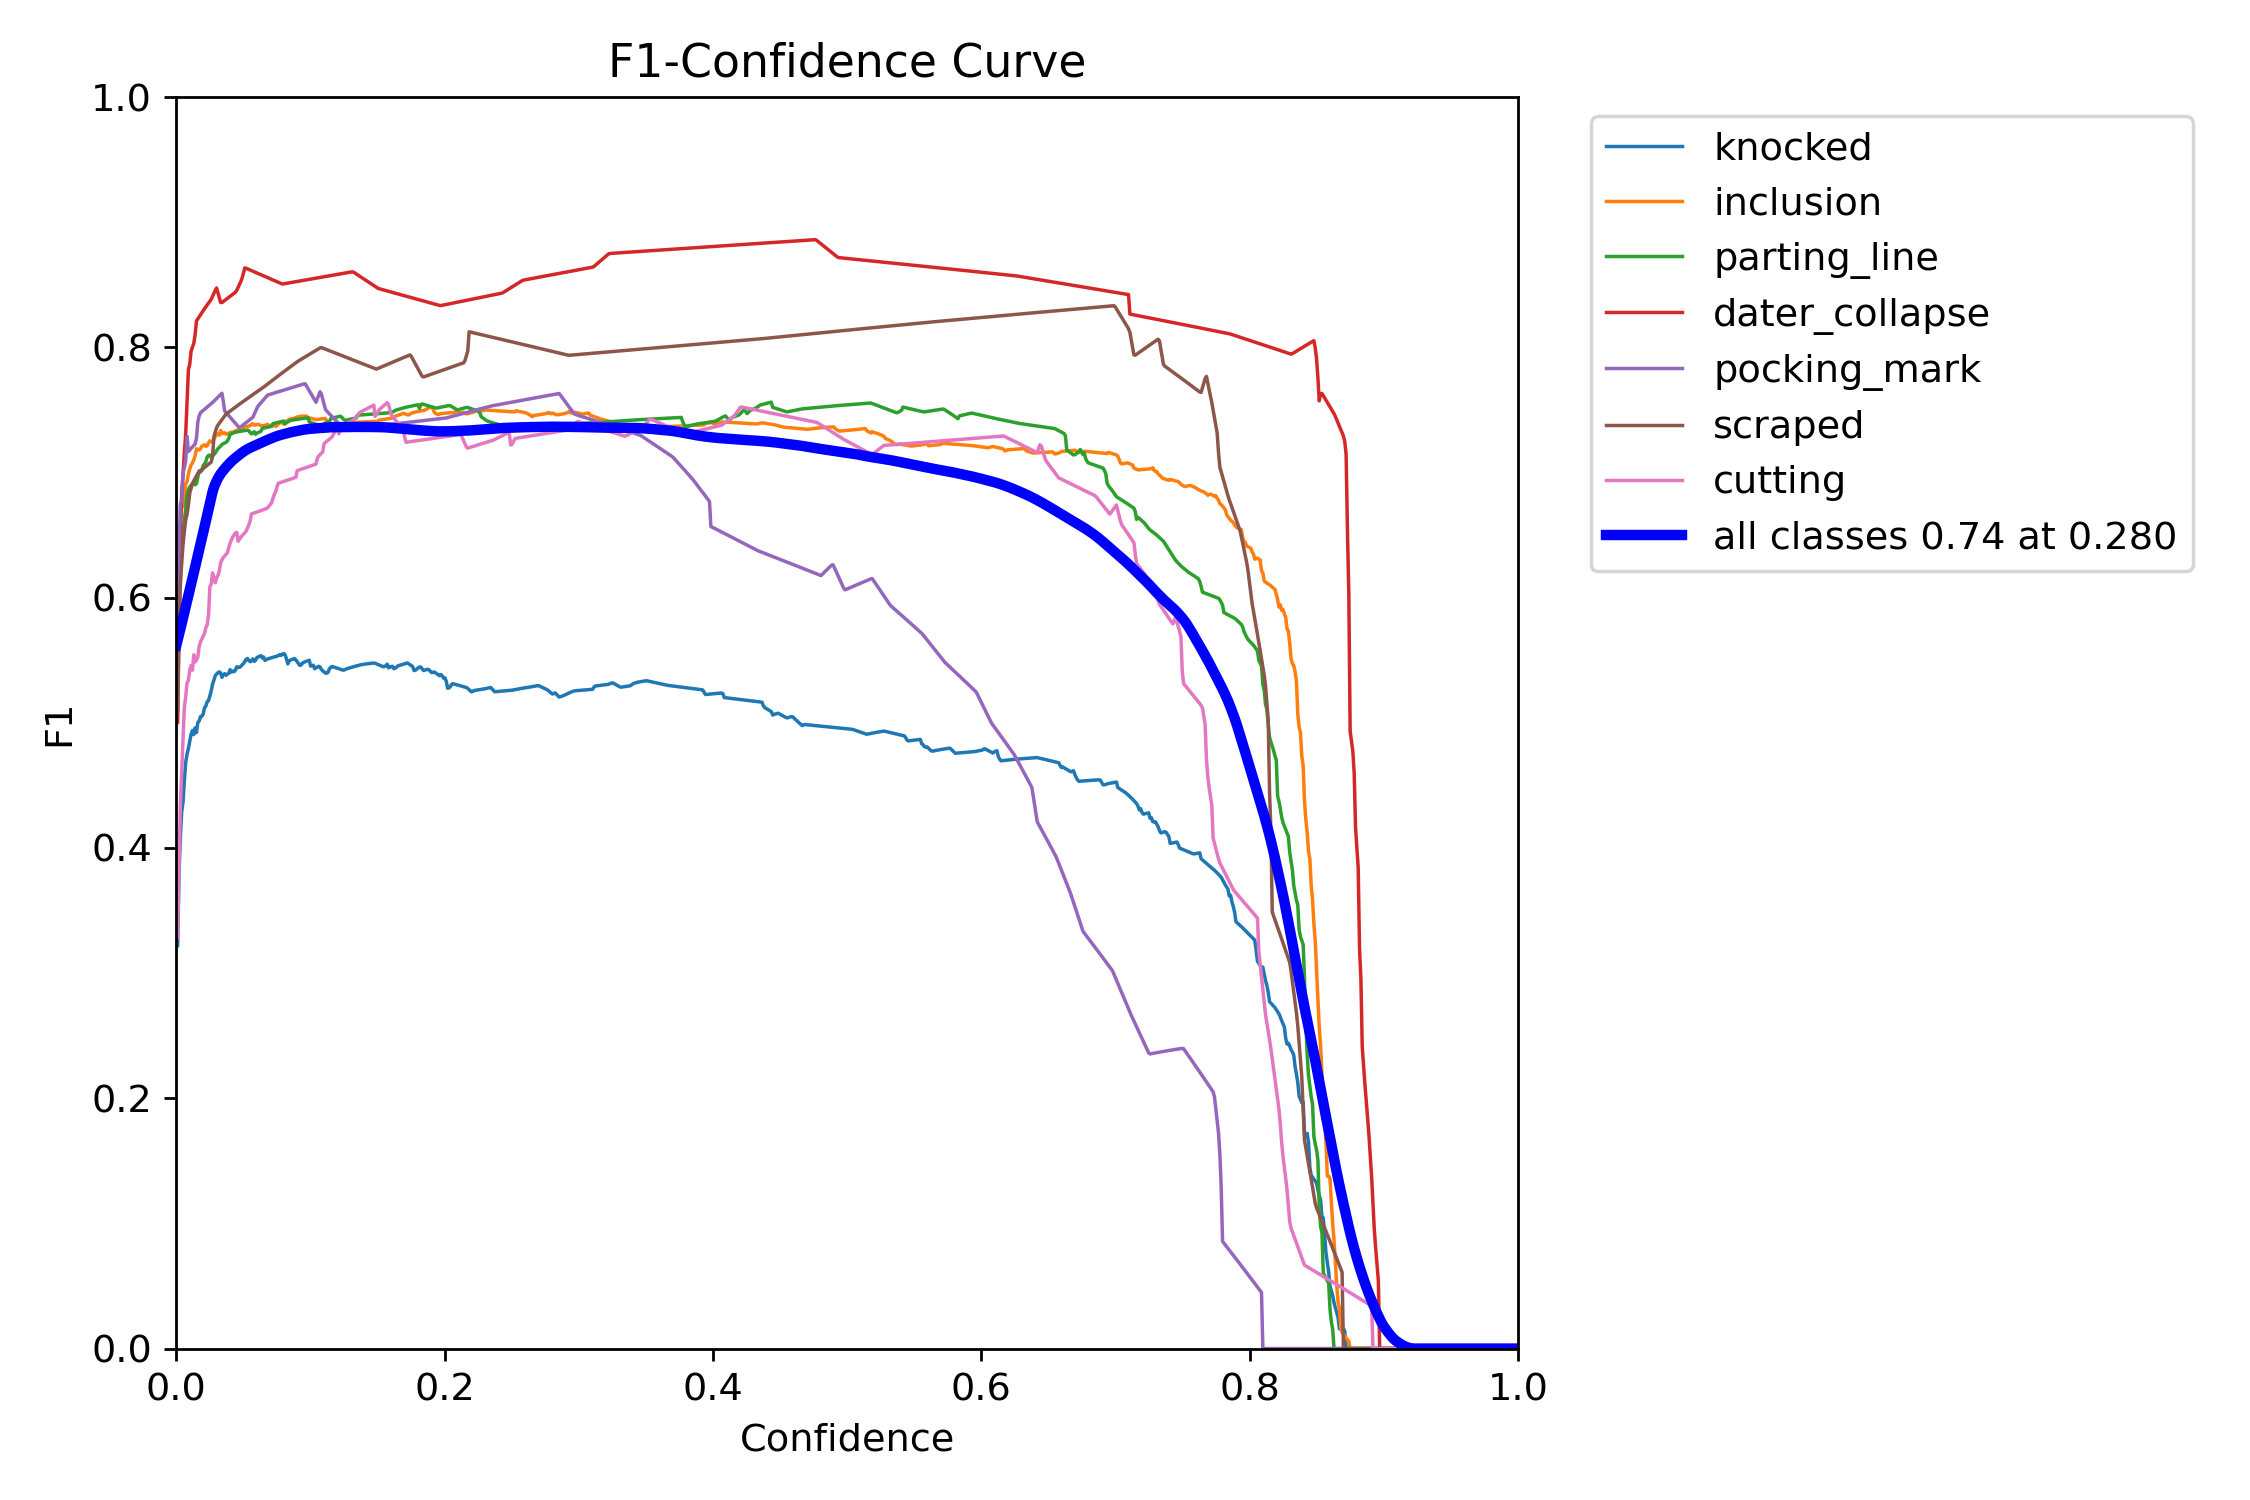 F1-Confidence Curve
1.0
0.8
0.6
0.4
0.2
0.0
F1
0.0 0.2 0.4 0.6 0.8 1.0
Confidence
knocked
inclusion
parting_line
dater_collapse
pocking_mark
scraped
cutting
all classes 0.74 at 0.280